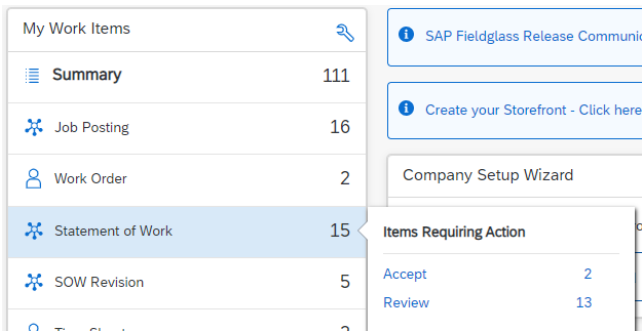 My Work Items
Summary 111
Job Posting 16
Work Order 2
Statement of Work 15
SOW Revision 5
SAP Fieldglass Release Communic
Create your Storefront - Click here
Company Setup Wizard
Items Requiring Action
Accept 2
Review 13